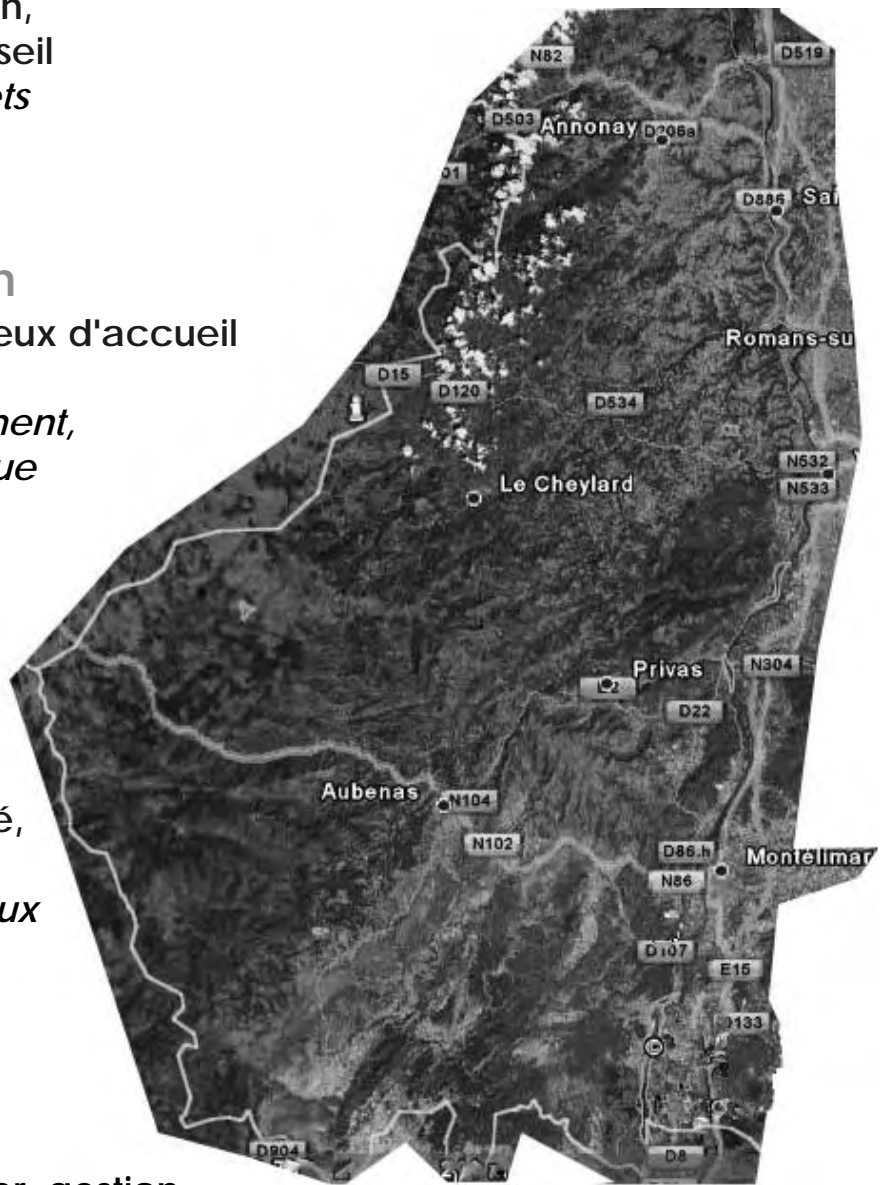 n,
seil
ets
n
eux d'accueil
ment,
ue
é,
ux
er, gestion
N82
D519
D503
Annonay
D206a
01
D886
Sai
Romans-su
D15
D120
D534
N532
N533
Le Cheylard
Privas
N304
D22
Aubenas
N104
N102
D86.h
Montélimar
N86
D107
E15
D133
D904
D8